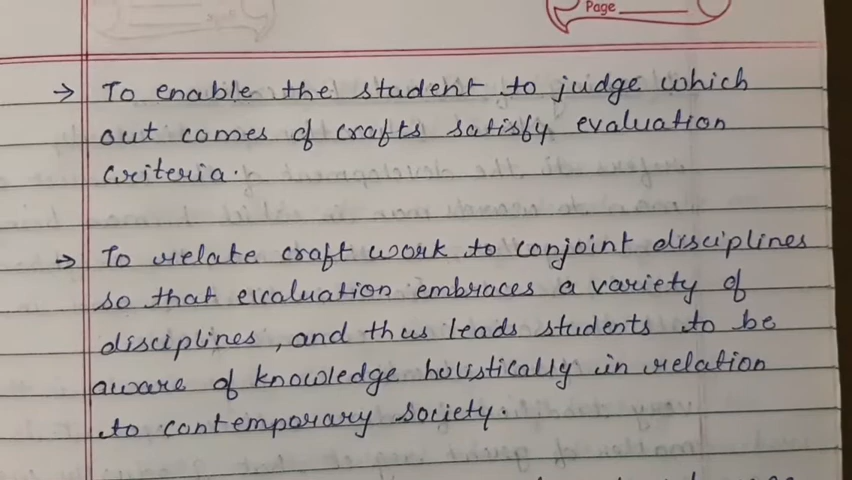 Page
→ To enable the student to judge which
out comes of crafts satisfy evaluation
criteria.
→ To relate craft work to conjoint disciplines
so that evaluation embraces a variety of
disciplines, and thus leads students to be
aware of knowledge holistically in relation
to contemporary society.